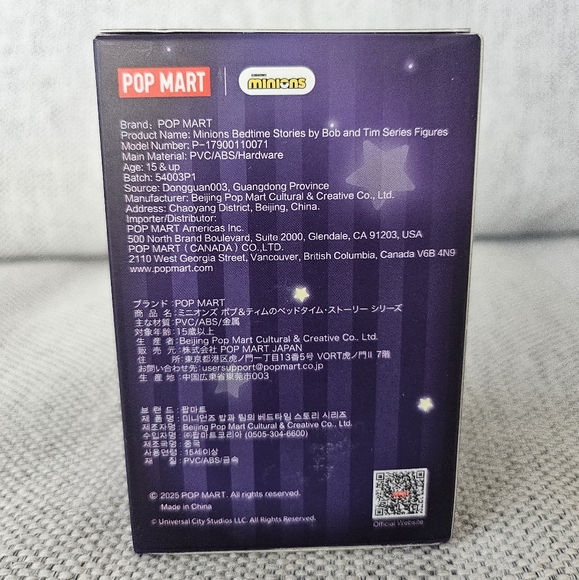 POP MART
minions
Brand: POP MART
Product Name: Minions Bedtime Stories by Bob and Tim Series Figures
Model Number: P-17900110071
Main Material: PVC/ABS/Hardware
Age: 15 & up
Batch: 54003P1
Source: Dongguan003, Guangdong Province
Manufacturer: Beijing Pop Mart Cultural & Creative Co., Ltd.
Address: Chaoyang District, Beijing, China.
Importer/Distributor:
POP MART Americas Inc.
500 North Brand Boulevard, Suite 2000, Glendale, CA 91203, USA
POP MART (CANADA) CO.,LTD.
2110 West Georgia Street, Vancouver, British Columbia, Canada V6B 4N9
www.popmart.com
ブランド:POP MART
商品名:ミニオンズ ボブ&ティムのベッドタイム・ストーリー シリーズ
主な材質:PVC/ABS/金属
対象年齢:15歳以上
生産者:Beijing Pop Mart Cultural & Creative Co., Ltd.
販売元:株式会社 POP MART JAPAN
住所:東京都港区虎ノ門一丁目13番5号 VORT虎ノ門II 7階
お問い合わせ先:usersupport@popmart.co.jp
生産地:中国広東省東莞市003
브랜드:팝마트
제품명:미니언즈 밥과 팀의 베드타임 스토리 시리즈
제조자명:Beijing Pop Mart Cultural & Creative Co., Ltd.
수입자명:㈜팝마트코리아 (0505-304-6600)
제조국명:중국
사용연령:15세이상
재질:PVC/ABS/금속
© 2025 POP MART. All rights reserved.
Made in China
© Universal City Studios LLC. All Rights Reserved.
Official Website